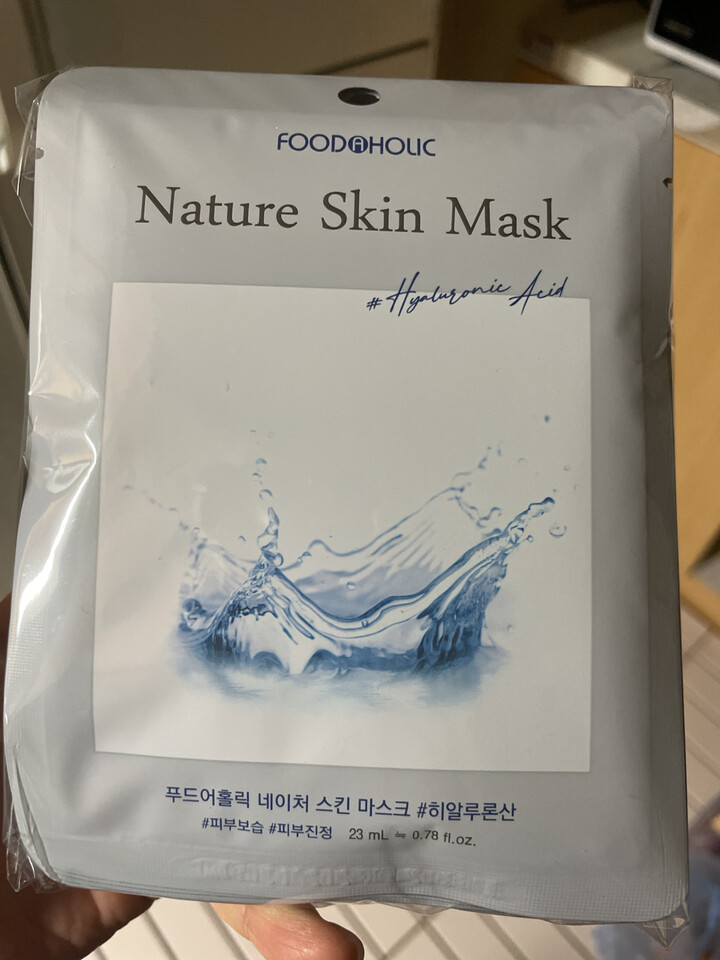 FOODAHOLIC
Nature Skin Mask
#Hyaluronic Acid
푸드어홀릭 네이처 스킨 마스크 #히알루론산
#피부보습 #피부진정 23 mL ≒ 0.78 fl.oz.